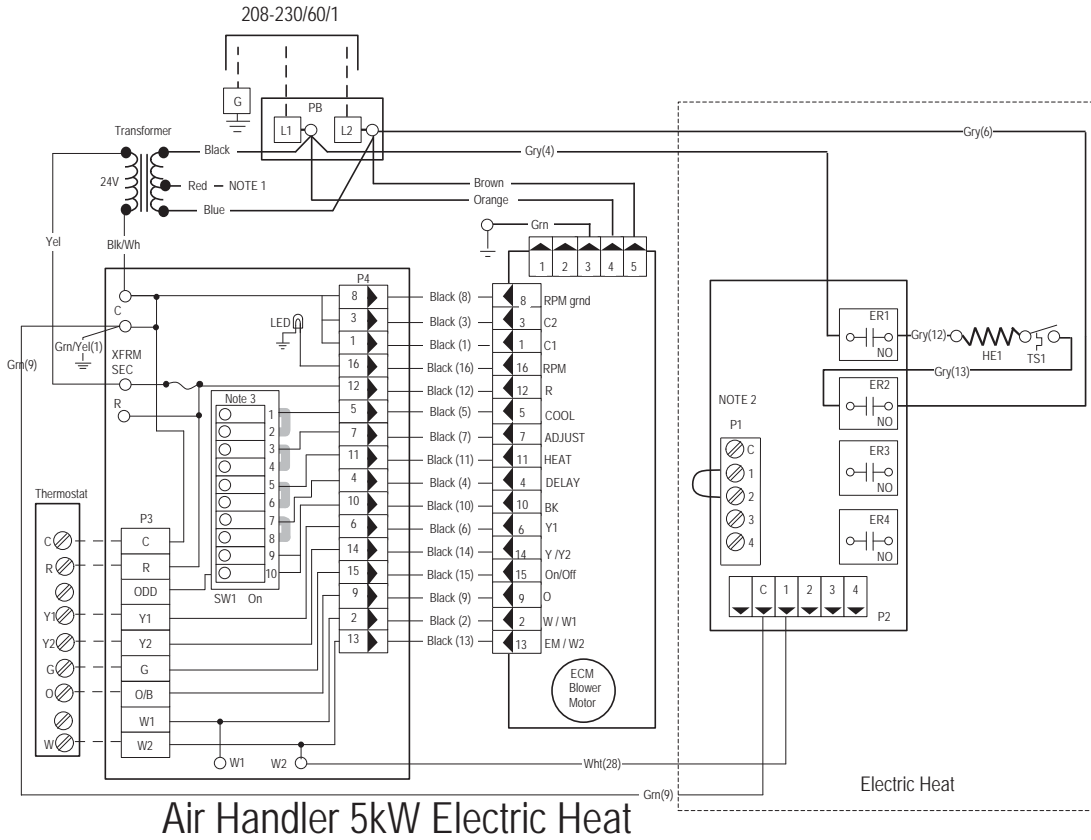 208-230/60/1
G
PB
L1
L2
Transformer
24V
Black
Red
NOTE 1
Blue
Gry(4)
Gry(6)
Brown
Orange
Grn
1 2 3 4 5
Yel
Blk/Wh
C
Grn/Yel(1)
XFRM
SEC
R
Grn(9)
LED
P4
8 Black (8) 8 RPM grnd
3 Black (3) 3 C2
1 Black (1) 1 C1
16 Black (16) 16 RPM
12 Black (12) 12 R
5 Black (5) 5 COOL
7 Black (7) 7 ADJUST
11 Black (11) 11 HEAT
4 Black (4) 4 DELAY
10 Black (10) 10 BK
6 Black (6) 6 Y1
14 Black (14) 14 Y /Y2
15 Black (15) 15 On/Off
9 Black (9) 9 O
2 Black (2) 2 W / W1
13 Black (13) 13 EM / W2
ECM
Blower
Motor
Note 3
1
2
3
4
5
6
7
8
9
10
SW1 On
Thermostat
C
R
Y1
Y2
G
O
W
P3
C
R
ODD
Y1
Y2
G
O/B
W1
W2
W1
W2
Wht(28)
Grn(9)
ER1
NO
Gry(12)
HE1
TS1
Gry(13)
ER2
NO
ER3
NO
ER4
NO
NOTE 2
P1
C
1
2
3
4
C 1 2 3 4
P2
Electric Heat
Air Handler 5kW Electric Heat